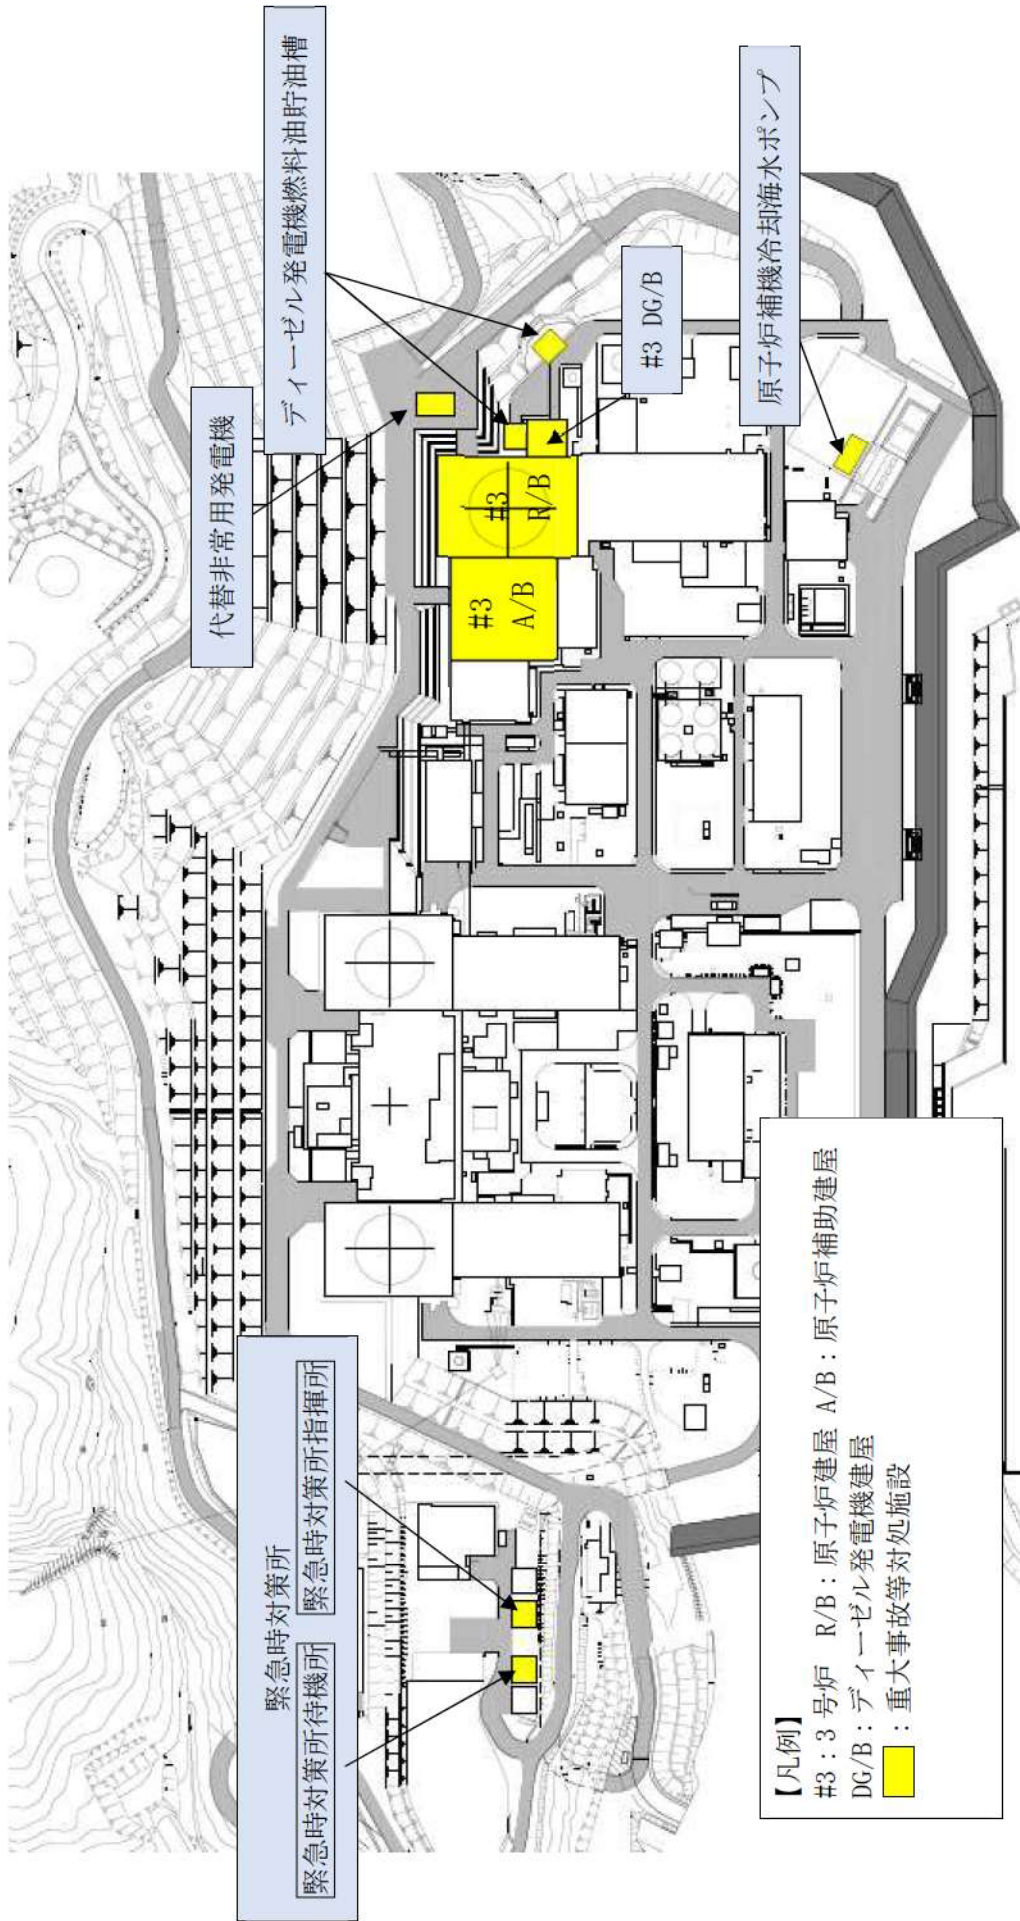 緊急時対策所
緊急時対策所待機所
緊急時対策所指揮所
代替非常用発電機
ディーゼル発電機燃料油貯油槽
#3
A/B
#3
R/B
#3 DG/B
原子炉補機冷却海水ポンプ
【凡例】
#3：3 号炉 R/B：原子炉建屋 A/B：原子炉補助建屋
DG/B：ディーゼル発電機建屋
：重大事故等対処施設